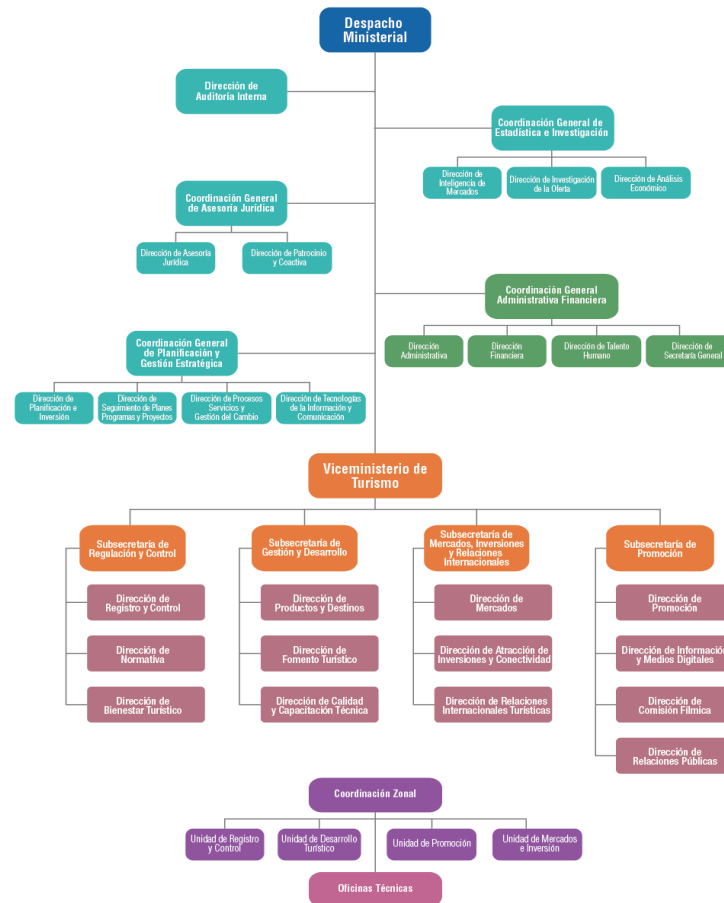 Despacho
Ministerial
Dirección de
Auditoría Interna
Coordinación General de
Estadística e Investigación
Dirección de
Inteligencia de
Mercados
Dirección de Investigación
de la Oferta
Dirección de Análisis
Económico
Coordinación General
de Asesoría Jurídica
Dirección de Asesoría
Jurídica
Dirección de Patrocinio
y Coactiva
Coordinación General
Administrativa Financiera
Dirección
Administrativa
Dirección
Financiera
Dirección de Talento
Humano
Dirección de
Secretaría General
Coordinación General
de Planificación y
Gestión Estratégica
Dirección de
Planificación e
Inversión
Dirección de
Seguimiento de Planes
Programas y Proyectos
Dirección de Procesos
Servicios y
Gestión del Cambio
Dirección de Tecnologías
de la Información y
Comunicación
Viceministerio de
Turismo
Subsecretaría de
Regulación y Control
Dirección de
Registro y Control
Dirección de
Normativa
Dirección de
Bienestar Turístico
Subsecretaría de
Gestión y Desarrollo
Dirección de
Productos y Destinos
Dirección de
Fomento Turístico
Dirección de Calidad
y Capacitación Técnica
Subsecretaría de
Mercados, Inversiones
y Relaciones
Internacionales
Dirección de
Mercados
Dirección de Atracción de
Inversiones y Conectividad
Dirección de Relaciones
Internacionales Turísticas
Subsecretaría de
Promoción
Dirección de
Promoción
Dirección de Información
y Medios Digitales
Dirección de
Comisión Fílmica
Dirección de
Relaciones Públicas
Coordinación Zonal
Unidad de Registro
y Control
Unidad de Desarrollo
Turístico
Unidad de Promoción
Unidad de Mercados
e Inversión
Oficinas Técnicas